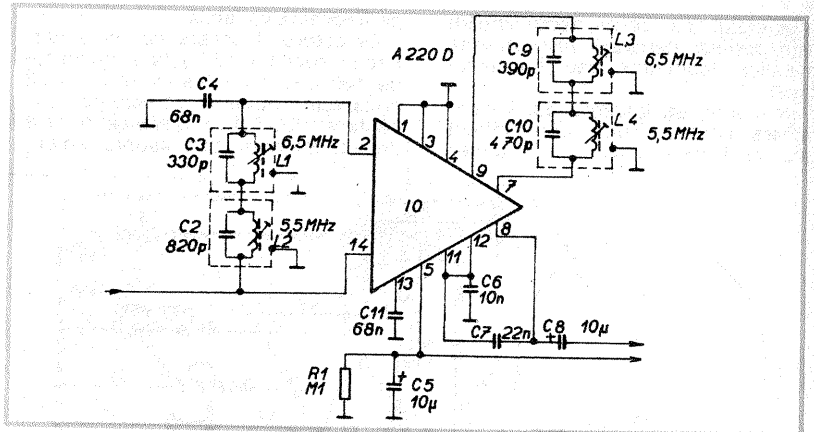 A 220 D
C4
68n
C3
330p
6,5 MHz
L1
C2
820p
5,5 MHz
L2
C9
390p
L3
6,5 MHz
C10
470p
L4
5,5 MHz
1
3
4
2
9
7
IO
14
8
12
11
5
13
C11
68n
C6
10n
C7
22n
C8
+
10µ
R1
M1
+
C5
10µ